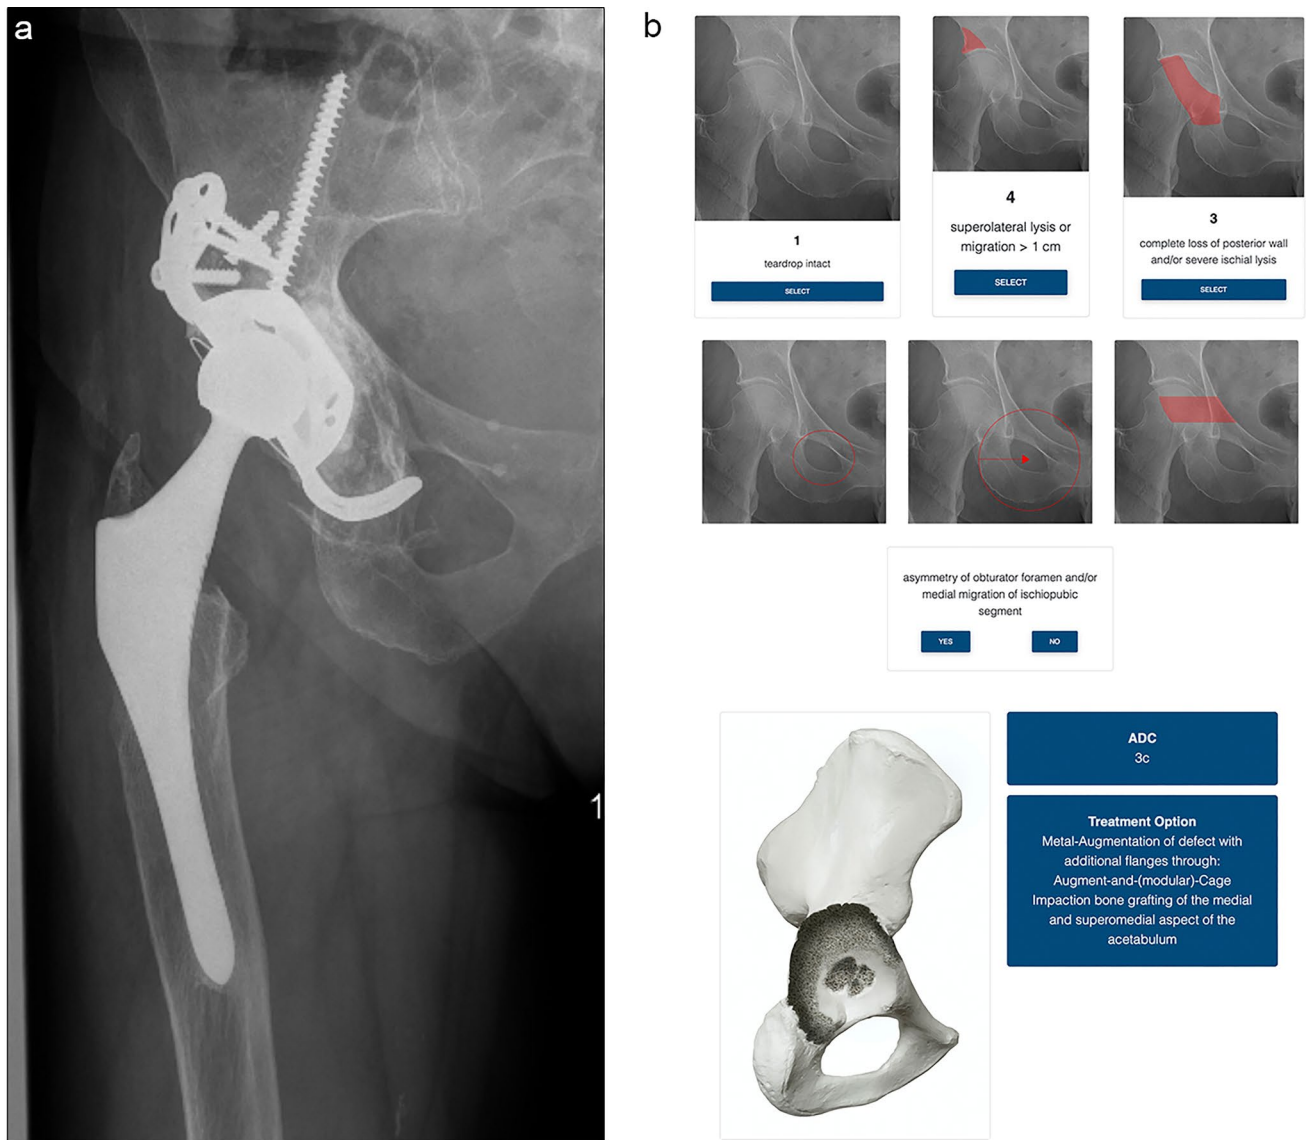 a
1
b
1
teardrop intact
SELECT
4
superolateral lysis or
migration > 1 cm
SELECT
3
complete loss of posterior wall
and/or severe ischial lysis
SELECT
asymmetry of obturator foramen and/or
medial migration of ischiopubic
segment
YES
NO
ADC
3c
Treatment Option
Metal-Augmentation of defect with
additional flanges through:
Augment-and-(modular)-Cage
Impaction bone grafting of the medial
and superomedial aspect of the
acetabulum